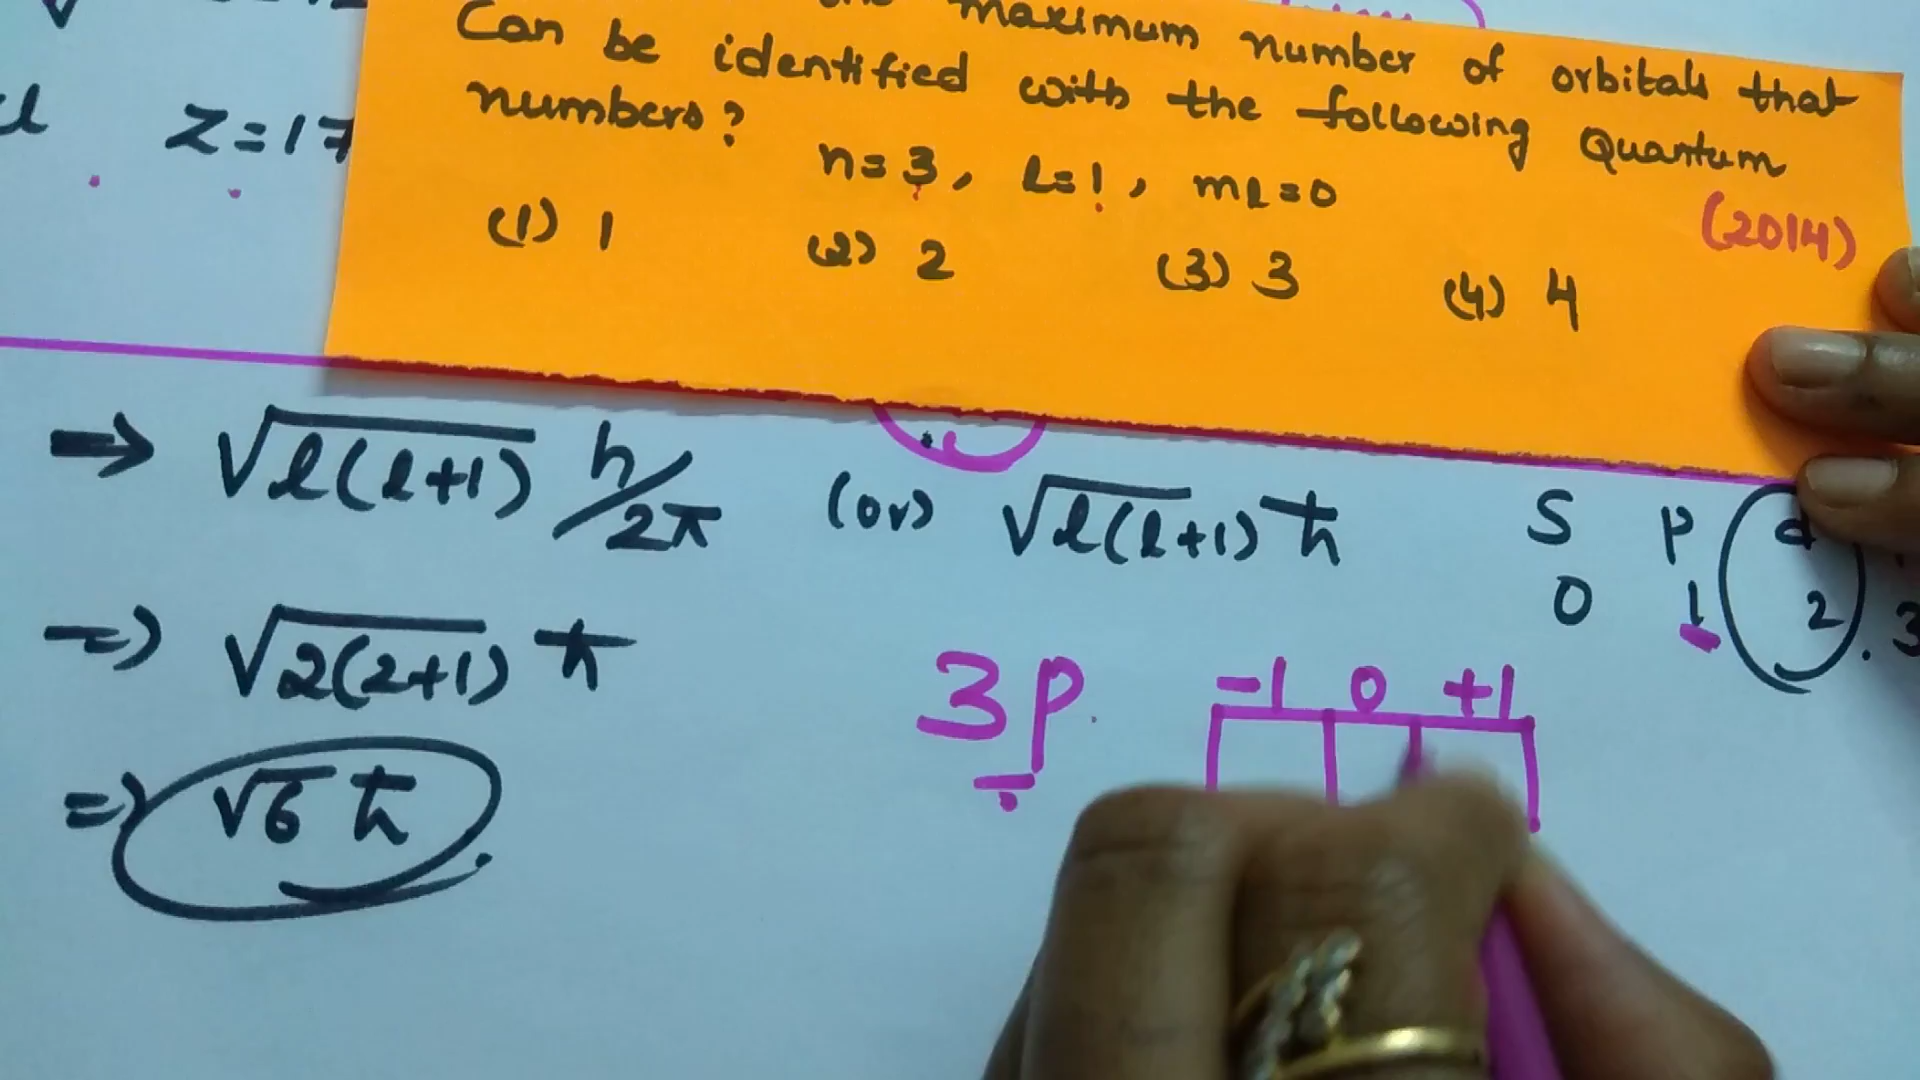 maximum number of orbitals that
Can be identified with the following Quantum
numbers?
n=3, l=1, ml=0
(2014)
(1) 1 (2) 2 (3) 3 (4) 4
Z=17
⇒ √l(l+1) h/2π (or) √l(l+1) ħ
S P d
0 1 2 3
⇒ √2(2+1) ħ
3p -1 0 +1
⇒ √6 ħ